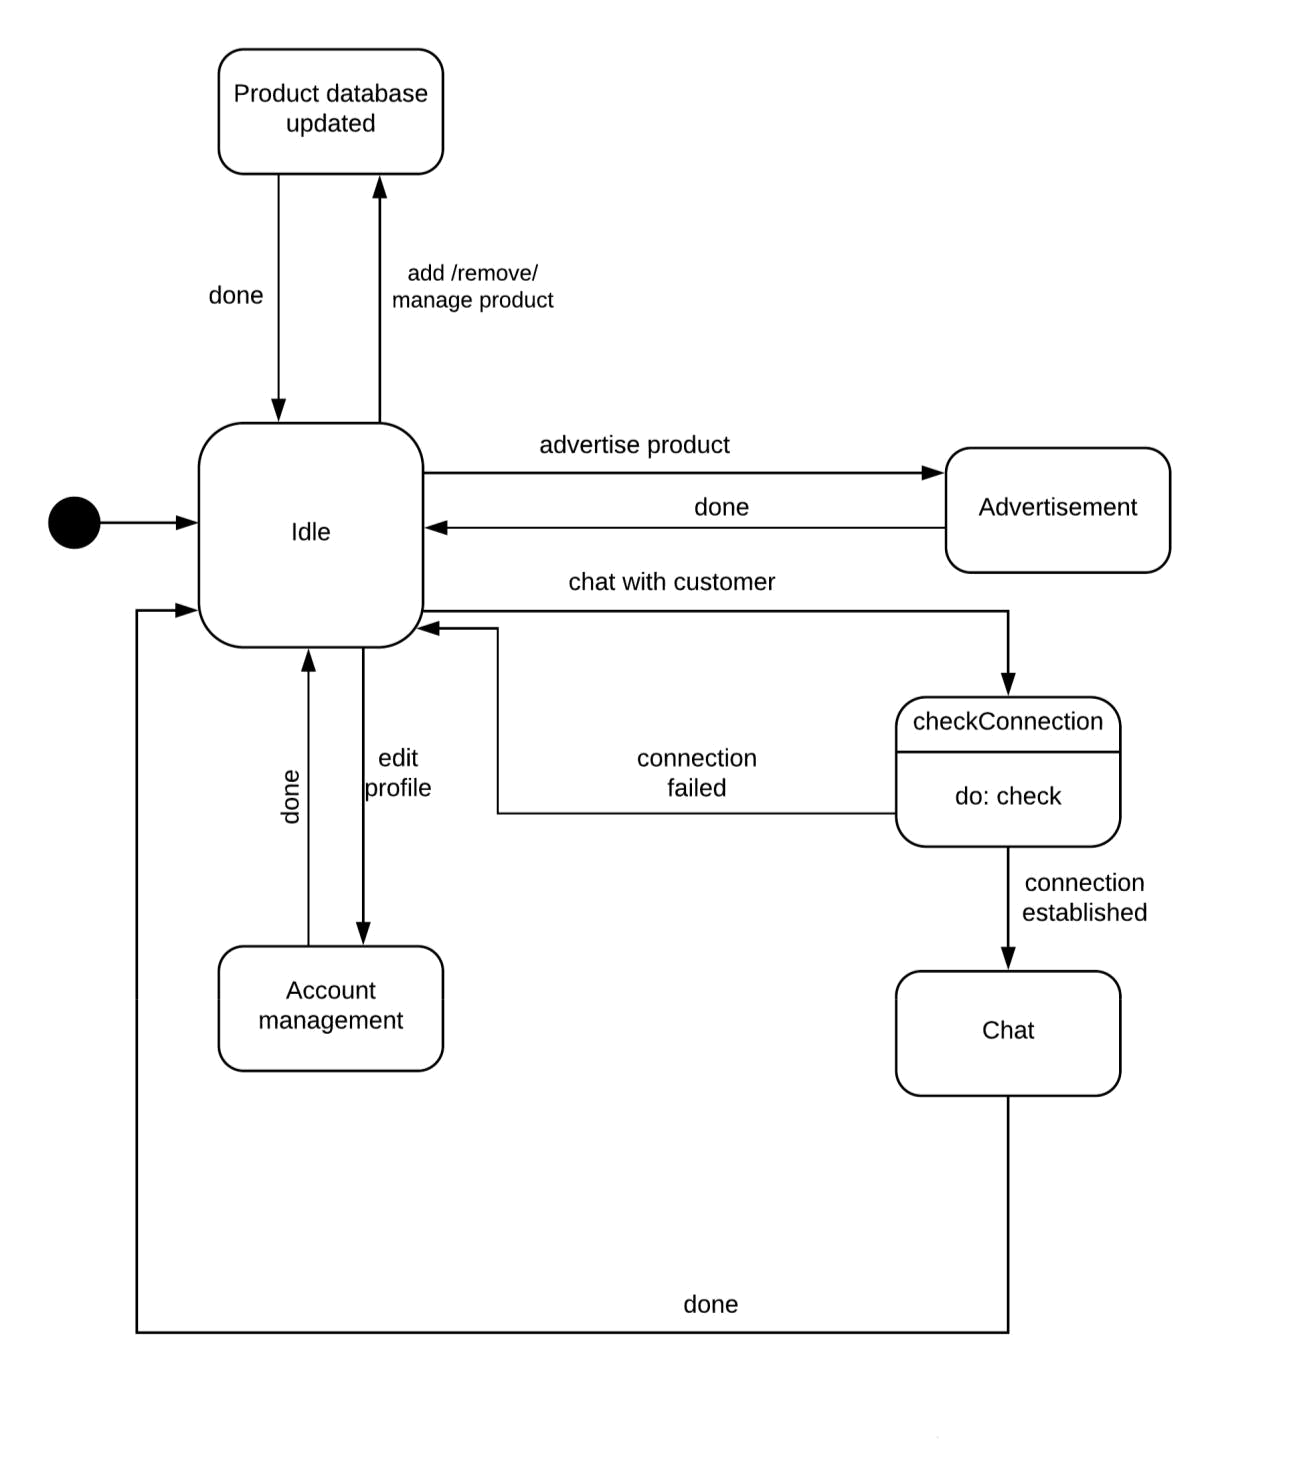 Product database
updated
done
add /remove/
manage product
advertise product
done
Advertisement
Idle
chat with customer
checkConnection
do: check
connection
failed
edit
profile
done
connection
established
Account
management
Chat
done